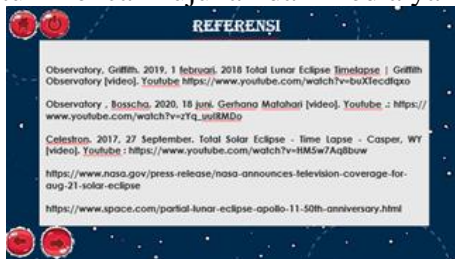 REFERENSI
Observatory, Griffith. 2019, 1 februari. 2018 Total Lunar Eclipse Timelapse | Griffith
Observatory [video]. Youtube https://www.youtube.com/watch?v=buXTecdfqxo
Observatory , Bosscha. 2020, 18 juni. Gerhana Matahari [video]. Youtube .: https://
www.youtube.com/watch?v=zYq_uuIRMDo
Celestron. 2017, 27 September. Total Solar Eclipse - Time Lapse - Casper, WY
[video]. Youtube : https://www.youtube.com/watch?v=HMSw7Aq8buw
https://www.nasa.gov/press-release/nasa-announces-television-coverage-for-
aug-21-solar-eclipse
https://www.space.com/partial-lunar-eclipse-apollo-11-50th-anniversary.html